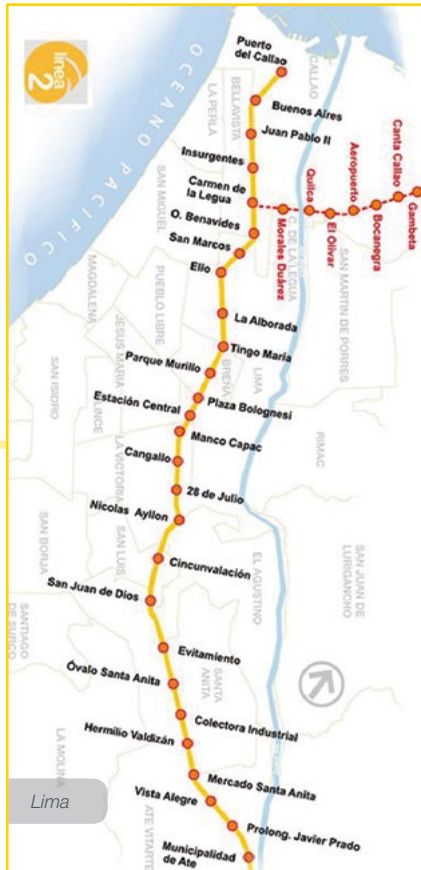 línea
2
OCEANO PACIFICO
Puerto
del Callao
CALLAO
BELLAVISTA
LA PERLA
Buenos Aires
Juan Pablo II
Insurgentes
Carmen de
la Legua
SAN MIGUEL
O. Benavides
San Marcos
Elio
Gambeta
Canta Callao
Bocanegra
Aeropuerto
El Olivar
Quilca
Morales Duárez
C. DE LA LEGUA
SAN MARTIN DE PORRES
MAGDALENA
PUEBLO LIBRE
La Alborada
Tingo María
JESUS MARIA
Parque Murillo
BREÑA
LIMA
SAN ISIDRO
LINCE
Plaza Bolognesi
Estación Central
Manco Capac
RIMAC
LA VICTORIA
Cangallo
28 de Julio
Nicolas Ayllon
SAN BORJA
SAN LUIS
Cincunvalación
EL AGUSTINO
SAN JUAN DE
LURIGANCHO
San Juan de Dios
SANTIAGO
DE SURCO
Evitamiento
Óvalo Santa Anita
SANTA
ANITA
Colectora Industrial
Hermilio Valdizán
LA MOLINA
Mercado Santa Anita
Vista Alegre
ATE VITARTE
Prolong. Javier Prado
Municipalidad
de Ate
Lima